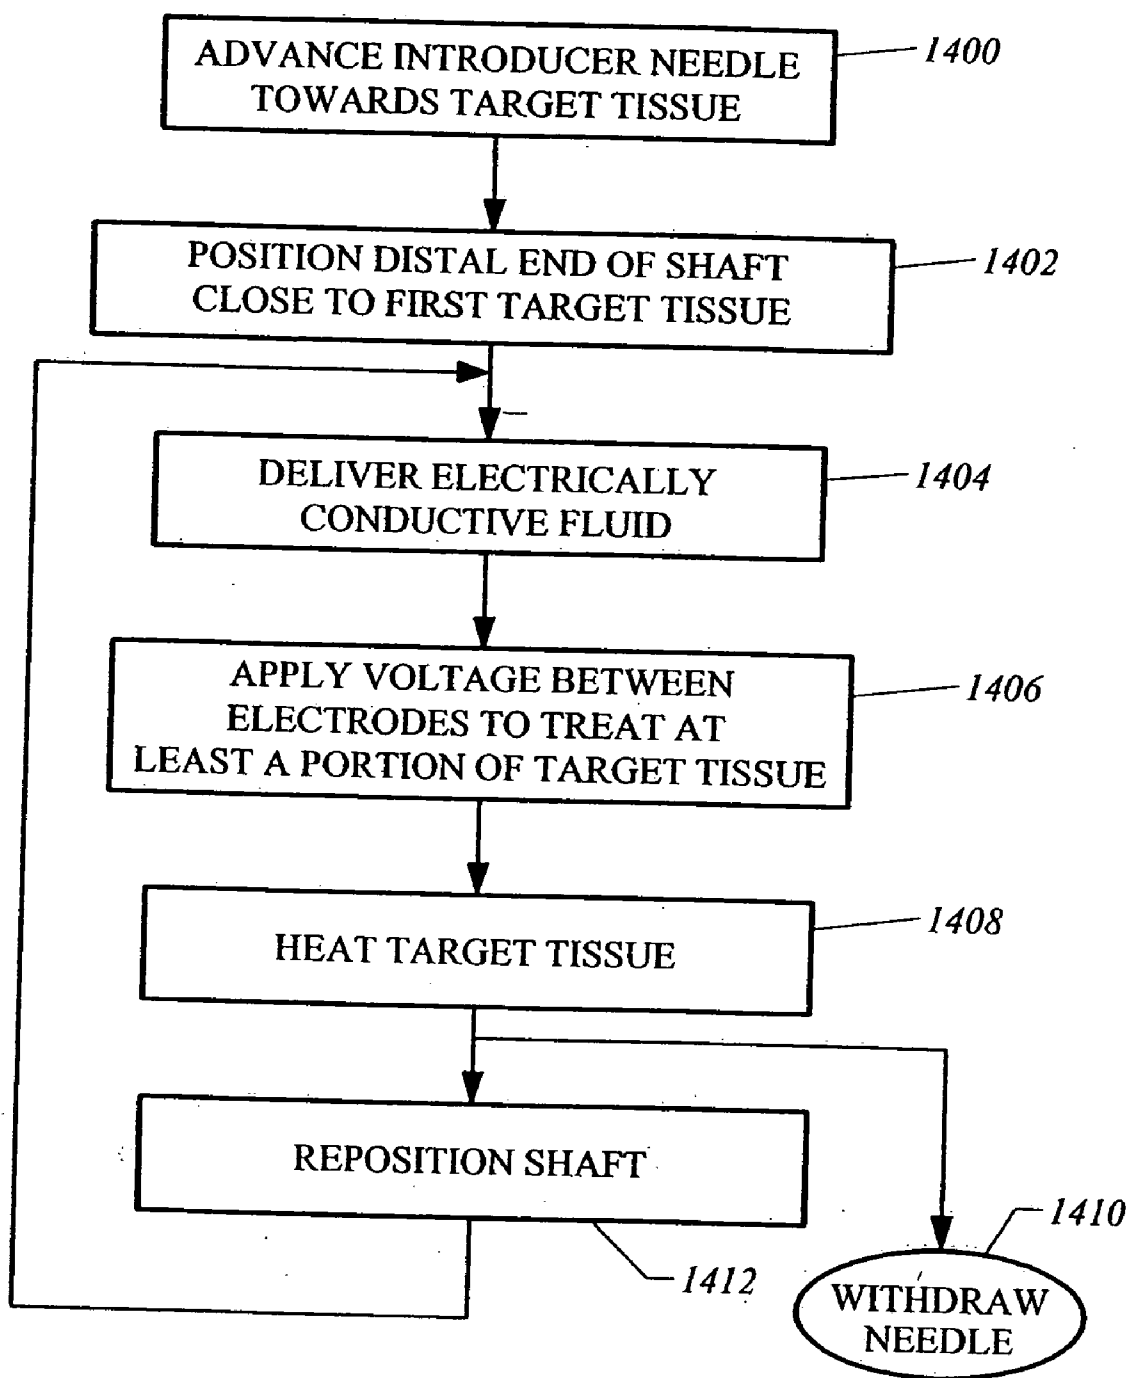 ADVANCE INTRODUCER NEEDLE
TOWARDS TARGET TISSUE
1400
POSITION DISTAL END OF SHAFT
CLOSE TO FIRST TARGET TISSUE
1402
DELIVER ELECTRICALLY
CONDUCTIVE FLUID
1404
APPLY VOLTAGE BETWEEN
ELECTRODES TO TREAT AT
LEAST A PORTION OF TARGET TISSUE
1406
HEAT TARGET TISSUE
1408
REPOSITION SHAFT
1412
1410
WITHDRAW
NEEDLE